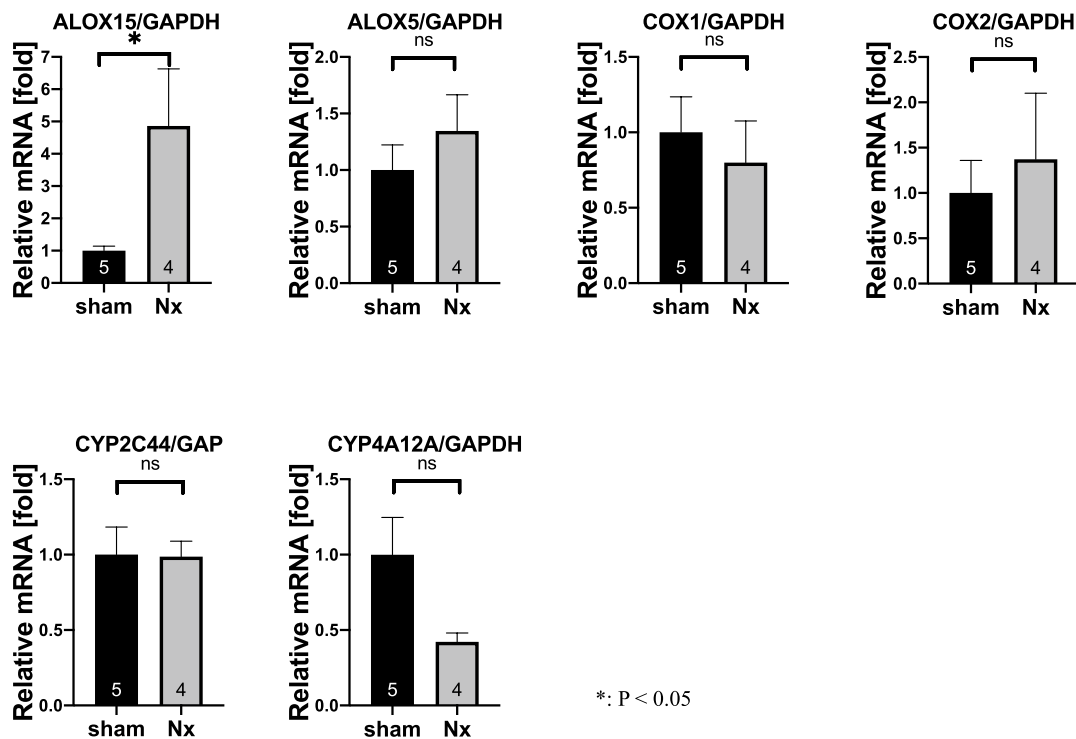 ALOX15/GAPDH
*
Relative mRNA [fold]
7
6
5
4
3
2
1
0
5
4
sham Nx
ALOX5/GAPDH
ns
Relative mRNA [fold]
2.0
1.5
1.0
0.5
0.0
5
4
sham Nx
COX1/GAPDH
ns
Relative mRNA [fold]
1.5
1.0
0.5
0.0
5
4
sham Nx
COX2/GAPDH
ns
Relative mRNA [fold]
2.5
2.0
1.5
1.0
0.5
0.0
5
4
sham Nx
CYP2C44/GAP
ns
Relative mRNA [fold]
1.5
1.0
0.5
0.0
5
4
sham Nx
CYP4A12A/GAPDH
ns
Relative mRNA [fold]
1.5
1.0
0.5
0.0
5
4
sham Nx
*: P < 0.05